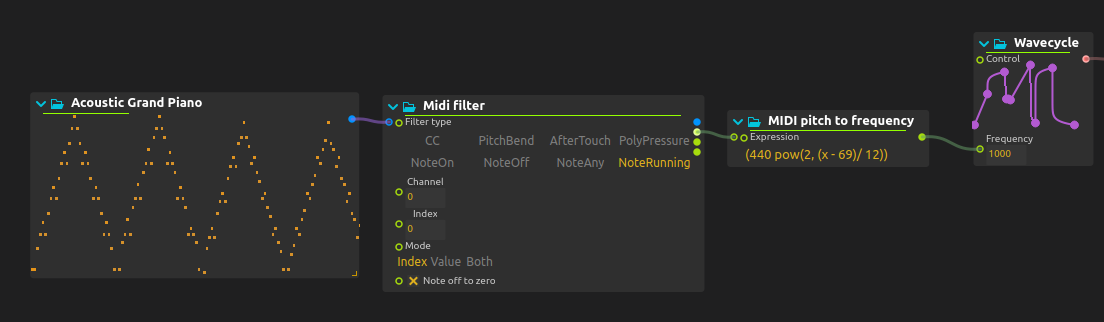 Acoustic Grand Piano
Midi filter
Filter type
CC PitchBend AfterTouch PolyPressure
NoteOn NoteOff NoteAny NoteRunning
Channel
0
Index
0
Mode
Index Value Both
Note off to zero
MIDI pitch to frequency
Expression
(440 pow(2, (x - 69)/ 12))
Wavecycle
Control
Frequency
1000